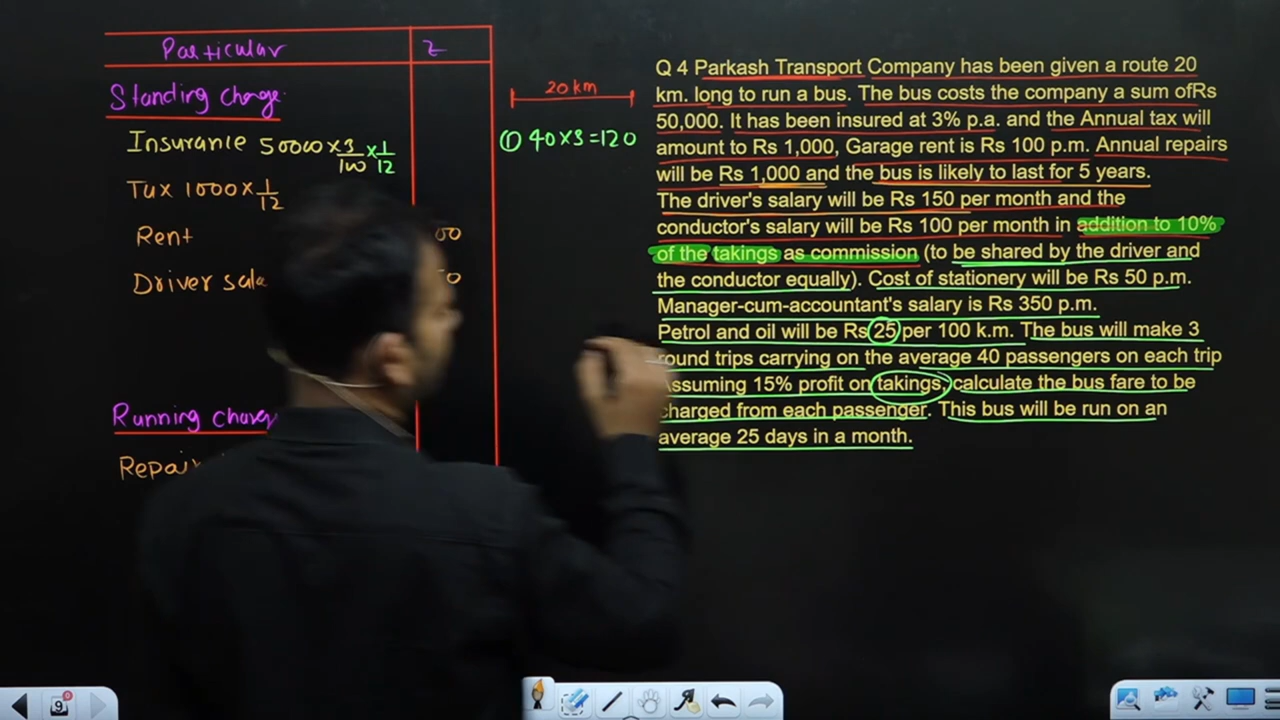 Particular ₹
Standing charge
Insurance 50000 × 3/100 × 1/12
Tax 1000 × 1/12
Rent 00
Driver sala 0
Running charg
Repai
20 km
① 40×3=120
Q 4 Parkash Transport Company has been given a route 20
km. long to run a bus. The bus costs the company a sum ofRs
50,000. It has been insured at 3% p.a. and the Annual tax will
amount to Rs 1,000, Garage rent is Rs 100 p.m. Annual repairs
will be Rs 1,000 and the bus is likely to last for 5 years.
The driver's salary will be Rs 150 per month and the
conductor's salary will be Rs 100 per month in addition to 10%
of the takings as commission (to be shared by the driver and
the conductor equally). Cost of stationery will be Rs 50 p.m.
Manager-cum-accountant's salary is Rs 350 p.m.
Petrol and oil will be Rs 25 per 100 k.m. The bus will make 3
round trips carrying on the average 40 passengers on each trip
Assuming 15% profit on takings, calculate the bus fare to be
charged from each passenger. This bus will be run on an
average 25 days in a month.
9